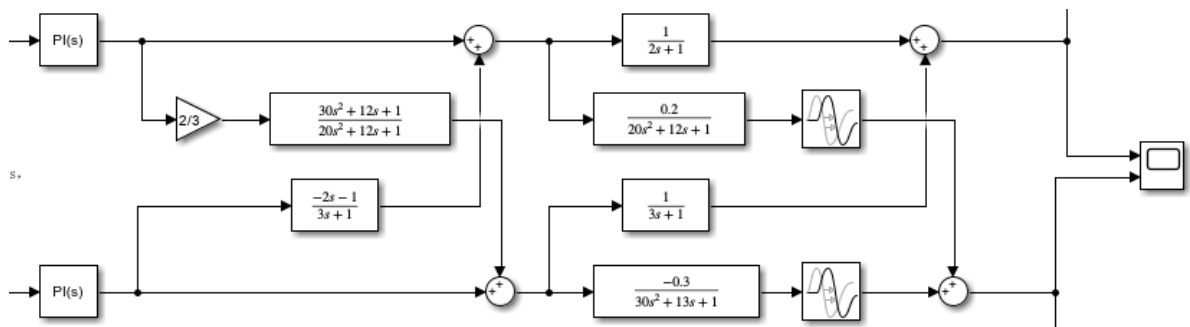 PI(s)
1
2s + 1
2/3
30s² + 12s + 1
20s² + 12s + 1
0.2
20s² + 12s + 1
s,
−2s − 1
3s + 1
1
3s + 1
PI(s)
−0.3
30s² + 13s + 1